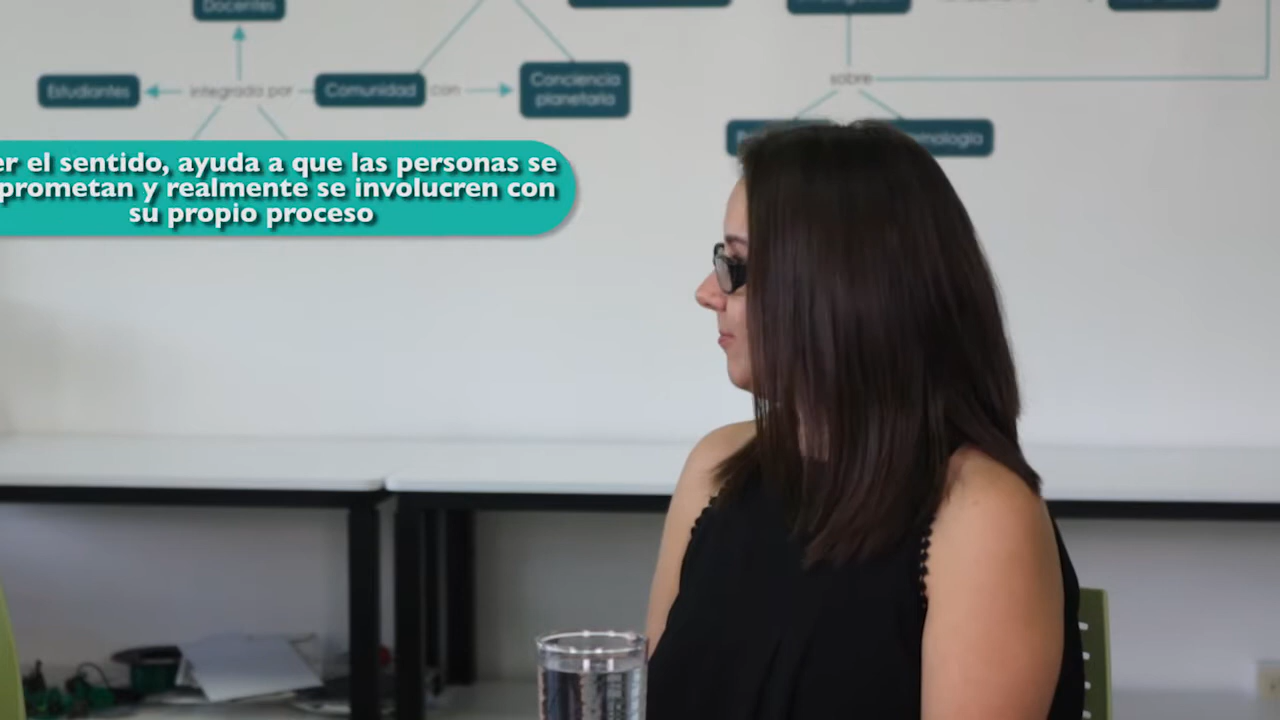 Docentes
Estudiantes
integrada por
Comunidad
con
Conciencia
planetaria
sobre
er el sentido, ayuda a que las personas se
prometan y realmente se involucren con
su propio proceso